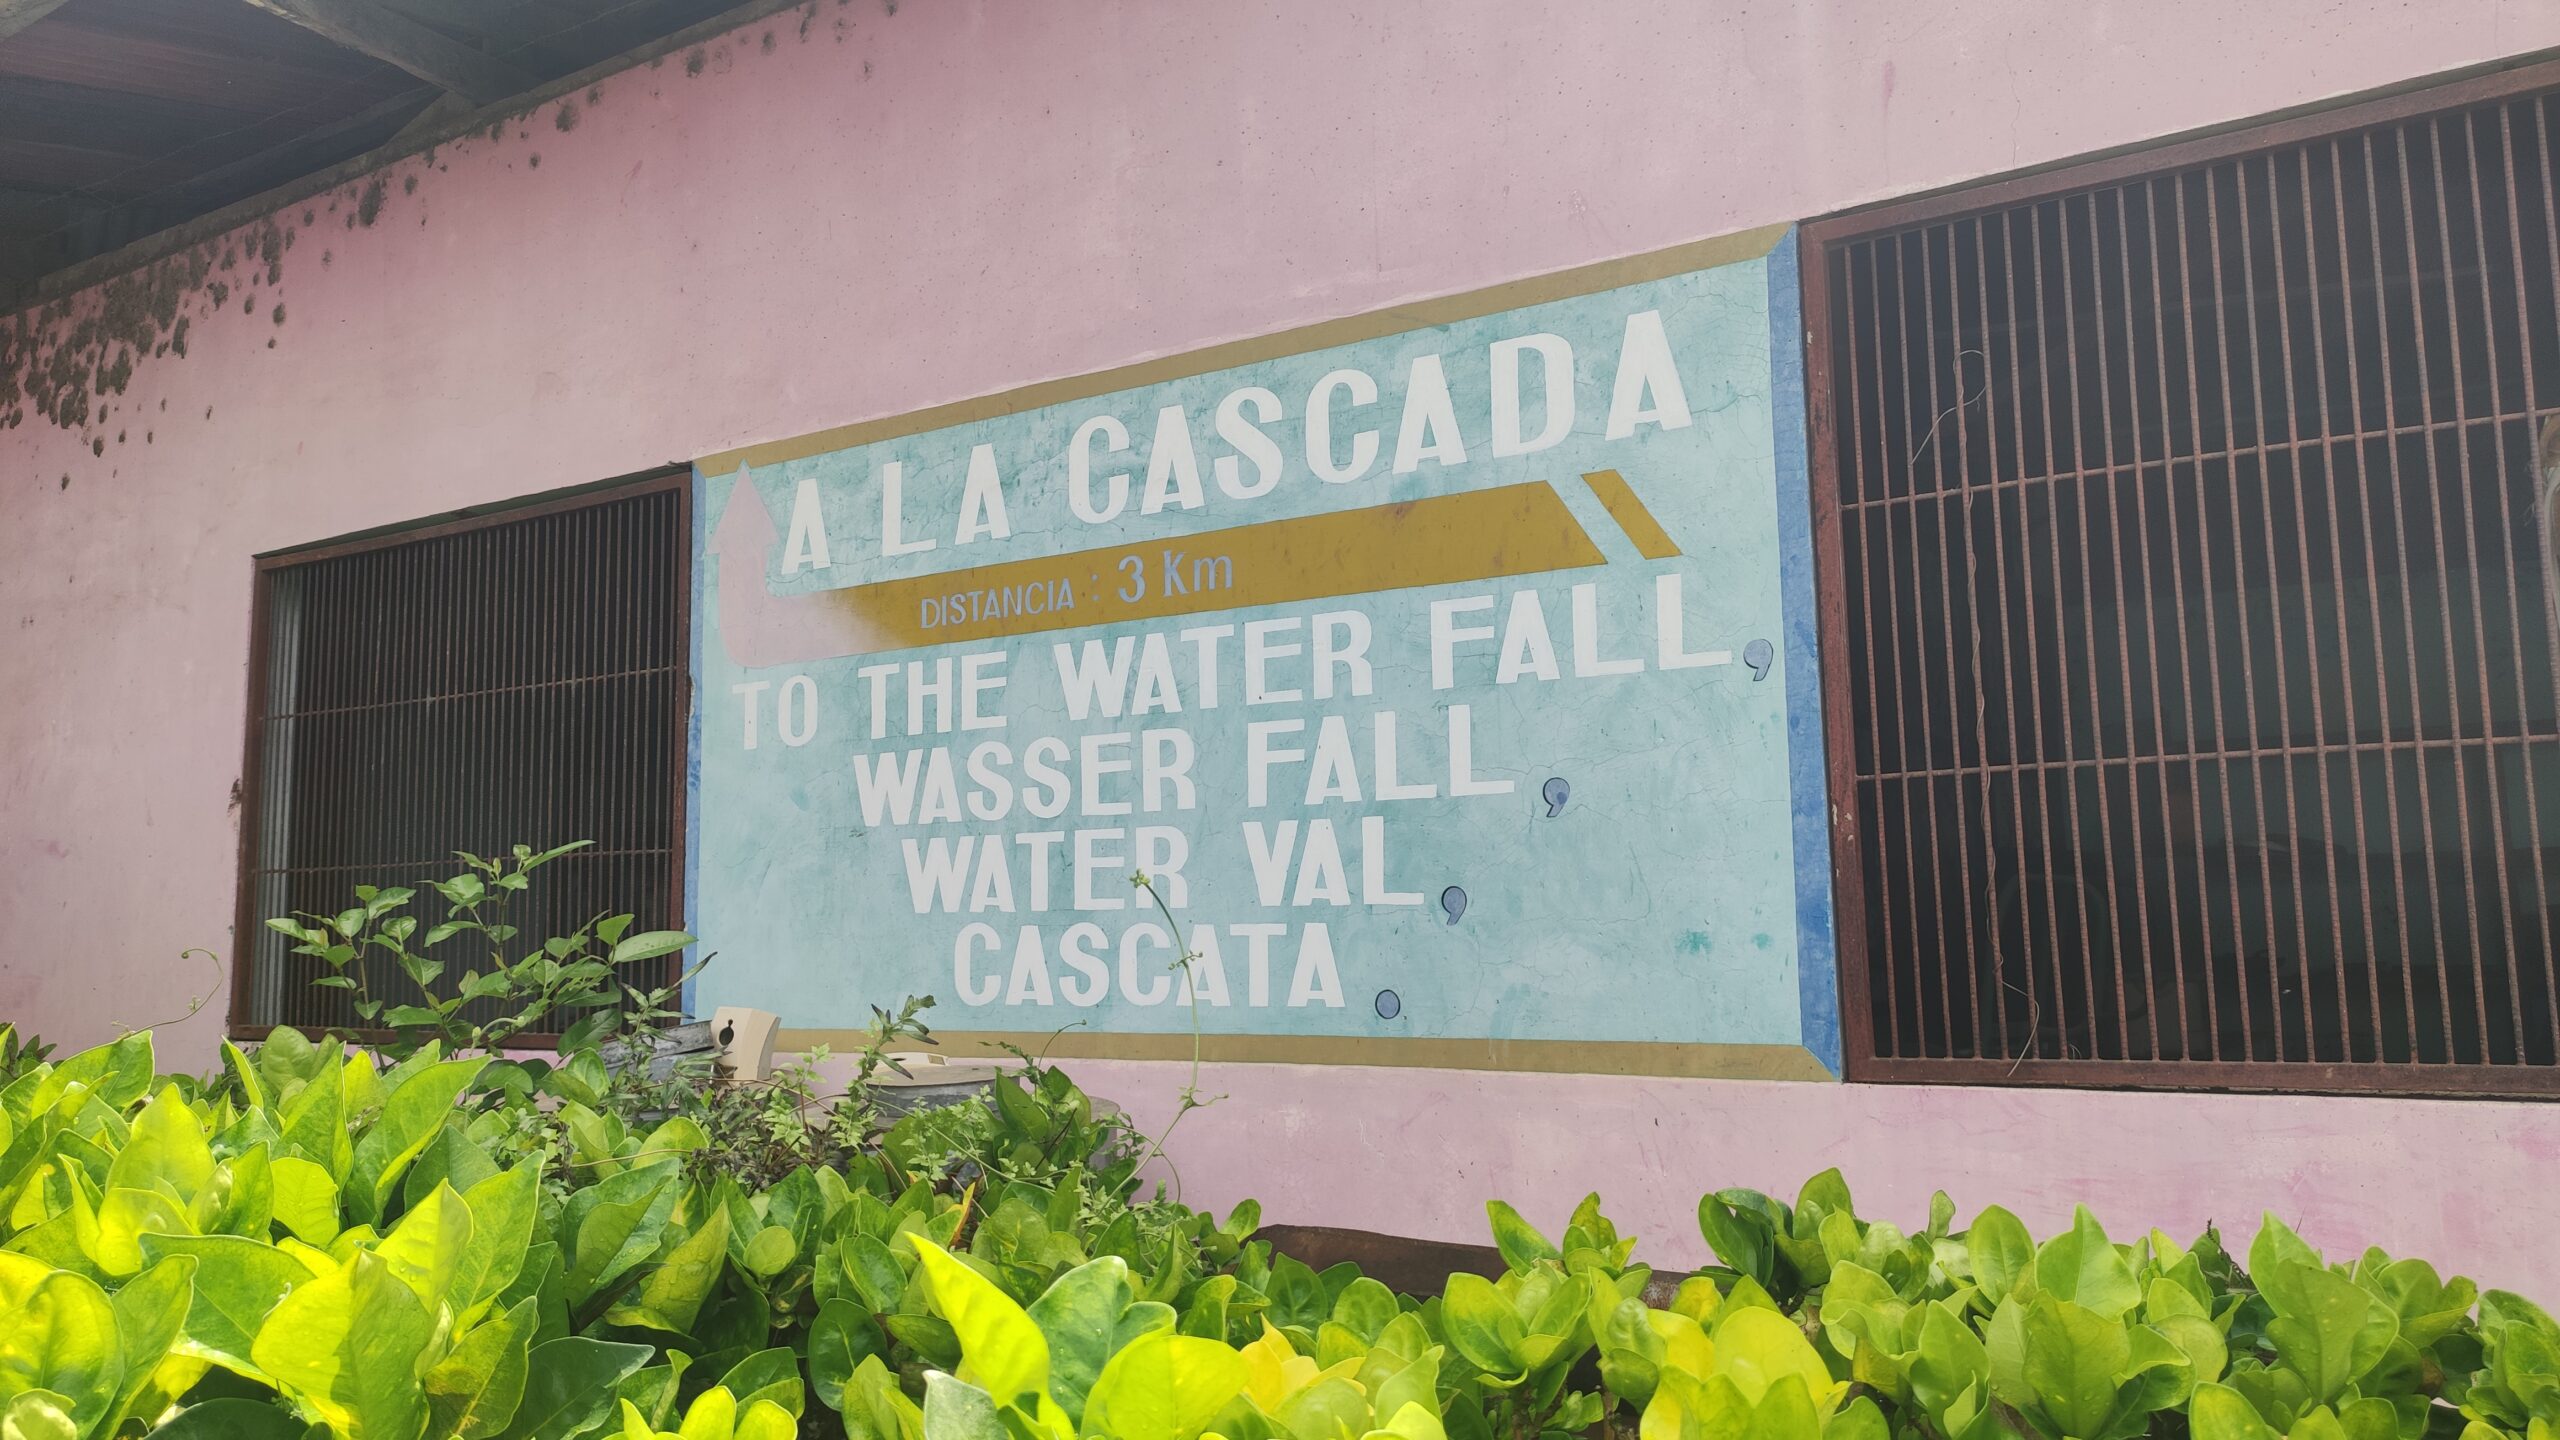 A LA CASCADA
DISTANCIA : 3 Km
TO THE WATER FALL,
WASSER FALL,
WATER VAL,
CASCATA.